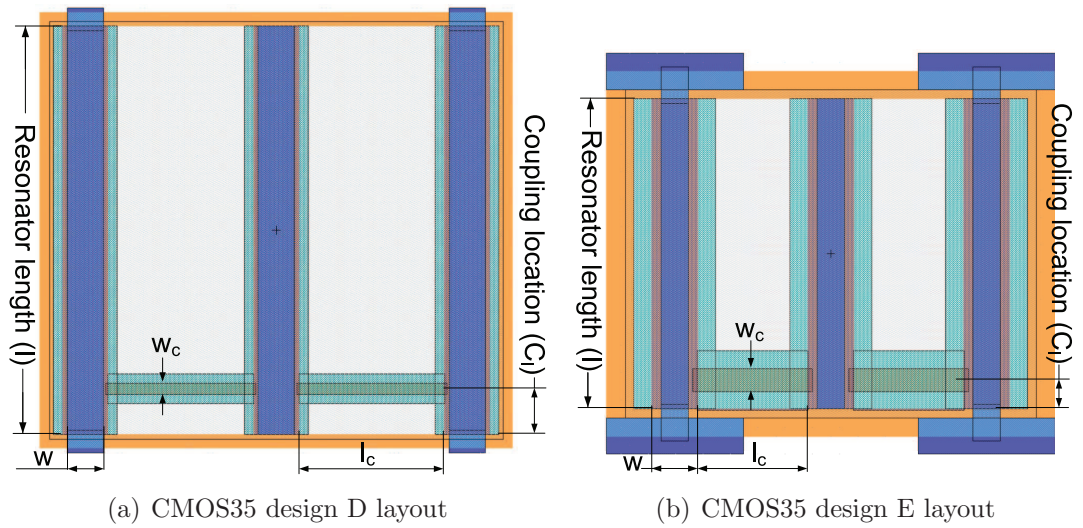 Resonator length (l)
w_c
Coupling location (C_l)
w
l_c
Resonator length (l)
w_c
Coupling location (C_l)
w
l_c
(a) CMOS35 design D layout
(b) CMOS35 design E layout